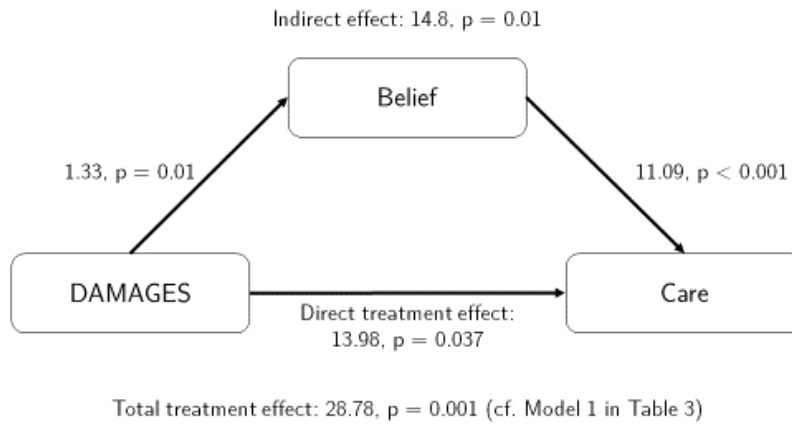 Indirect effect: 14.8, p = 0.01
Belief
1.33, p = 0.01
11.09, p < 0.001
DAMAGES
Care
Direct treatment effect:
13.98, p = 0.037
Total treatment effect: 28.78, p = 0.001 (cf. Model 1 in Table 3)